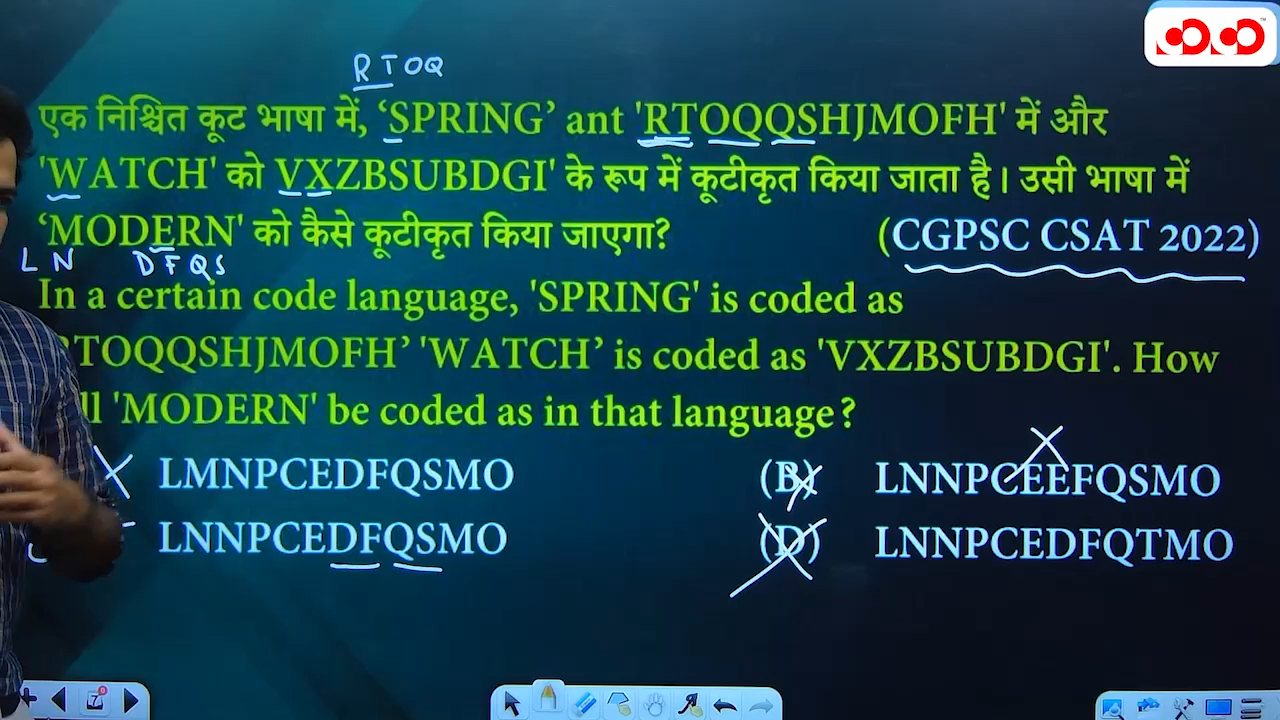 RTOQ
एक निश्चित कूट भाषा में, ‘SPRING’ ant 'RTOQQSHJMOFH' में और
'WATCH' को VXZBSUBDGI' के रूप में कूटीकृत किया जाता है। उसी भाषा में
‘MODERN' को कैसे कूटीकृत किया जाएगा? (CGPSC CSAT 2022)
LN DFQS
In a certain code language, 'SPRING' is coded as
TOQQSHJMOFH’ 'WATCH’ is coded as 'VXZBSUBDGI'. How
'MODERN' be coded as in that language?
LMNPCEDFQSMO (B) LNNPCEEFQSMO
LNNPCEDFQSMO (D) LNNPCEDFQTMO